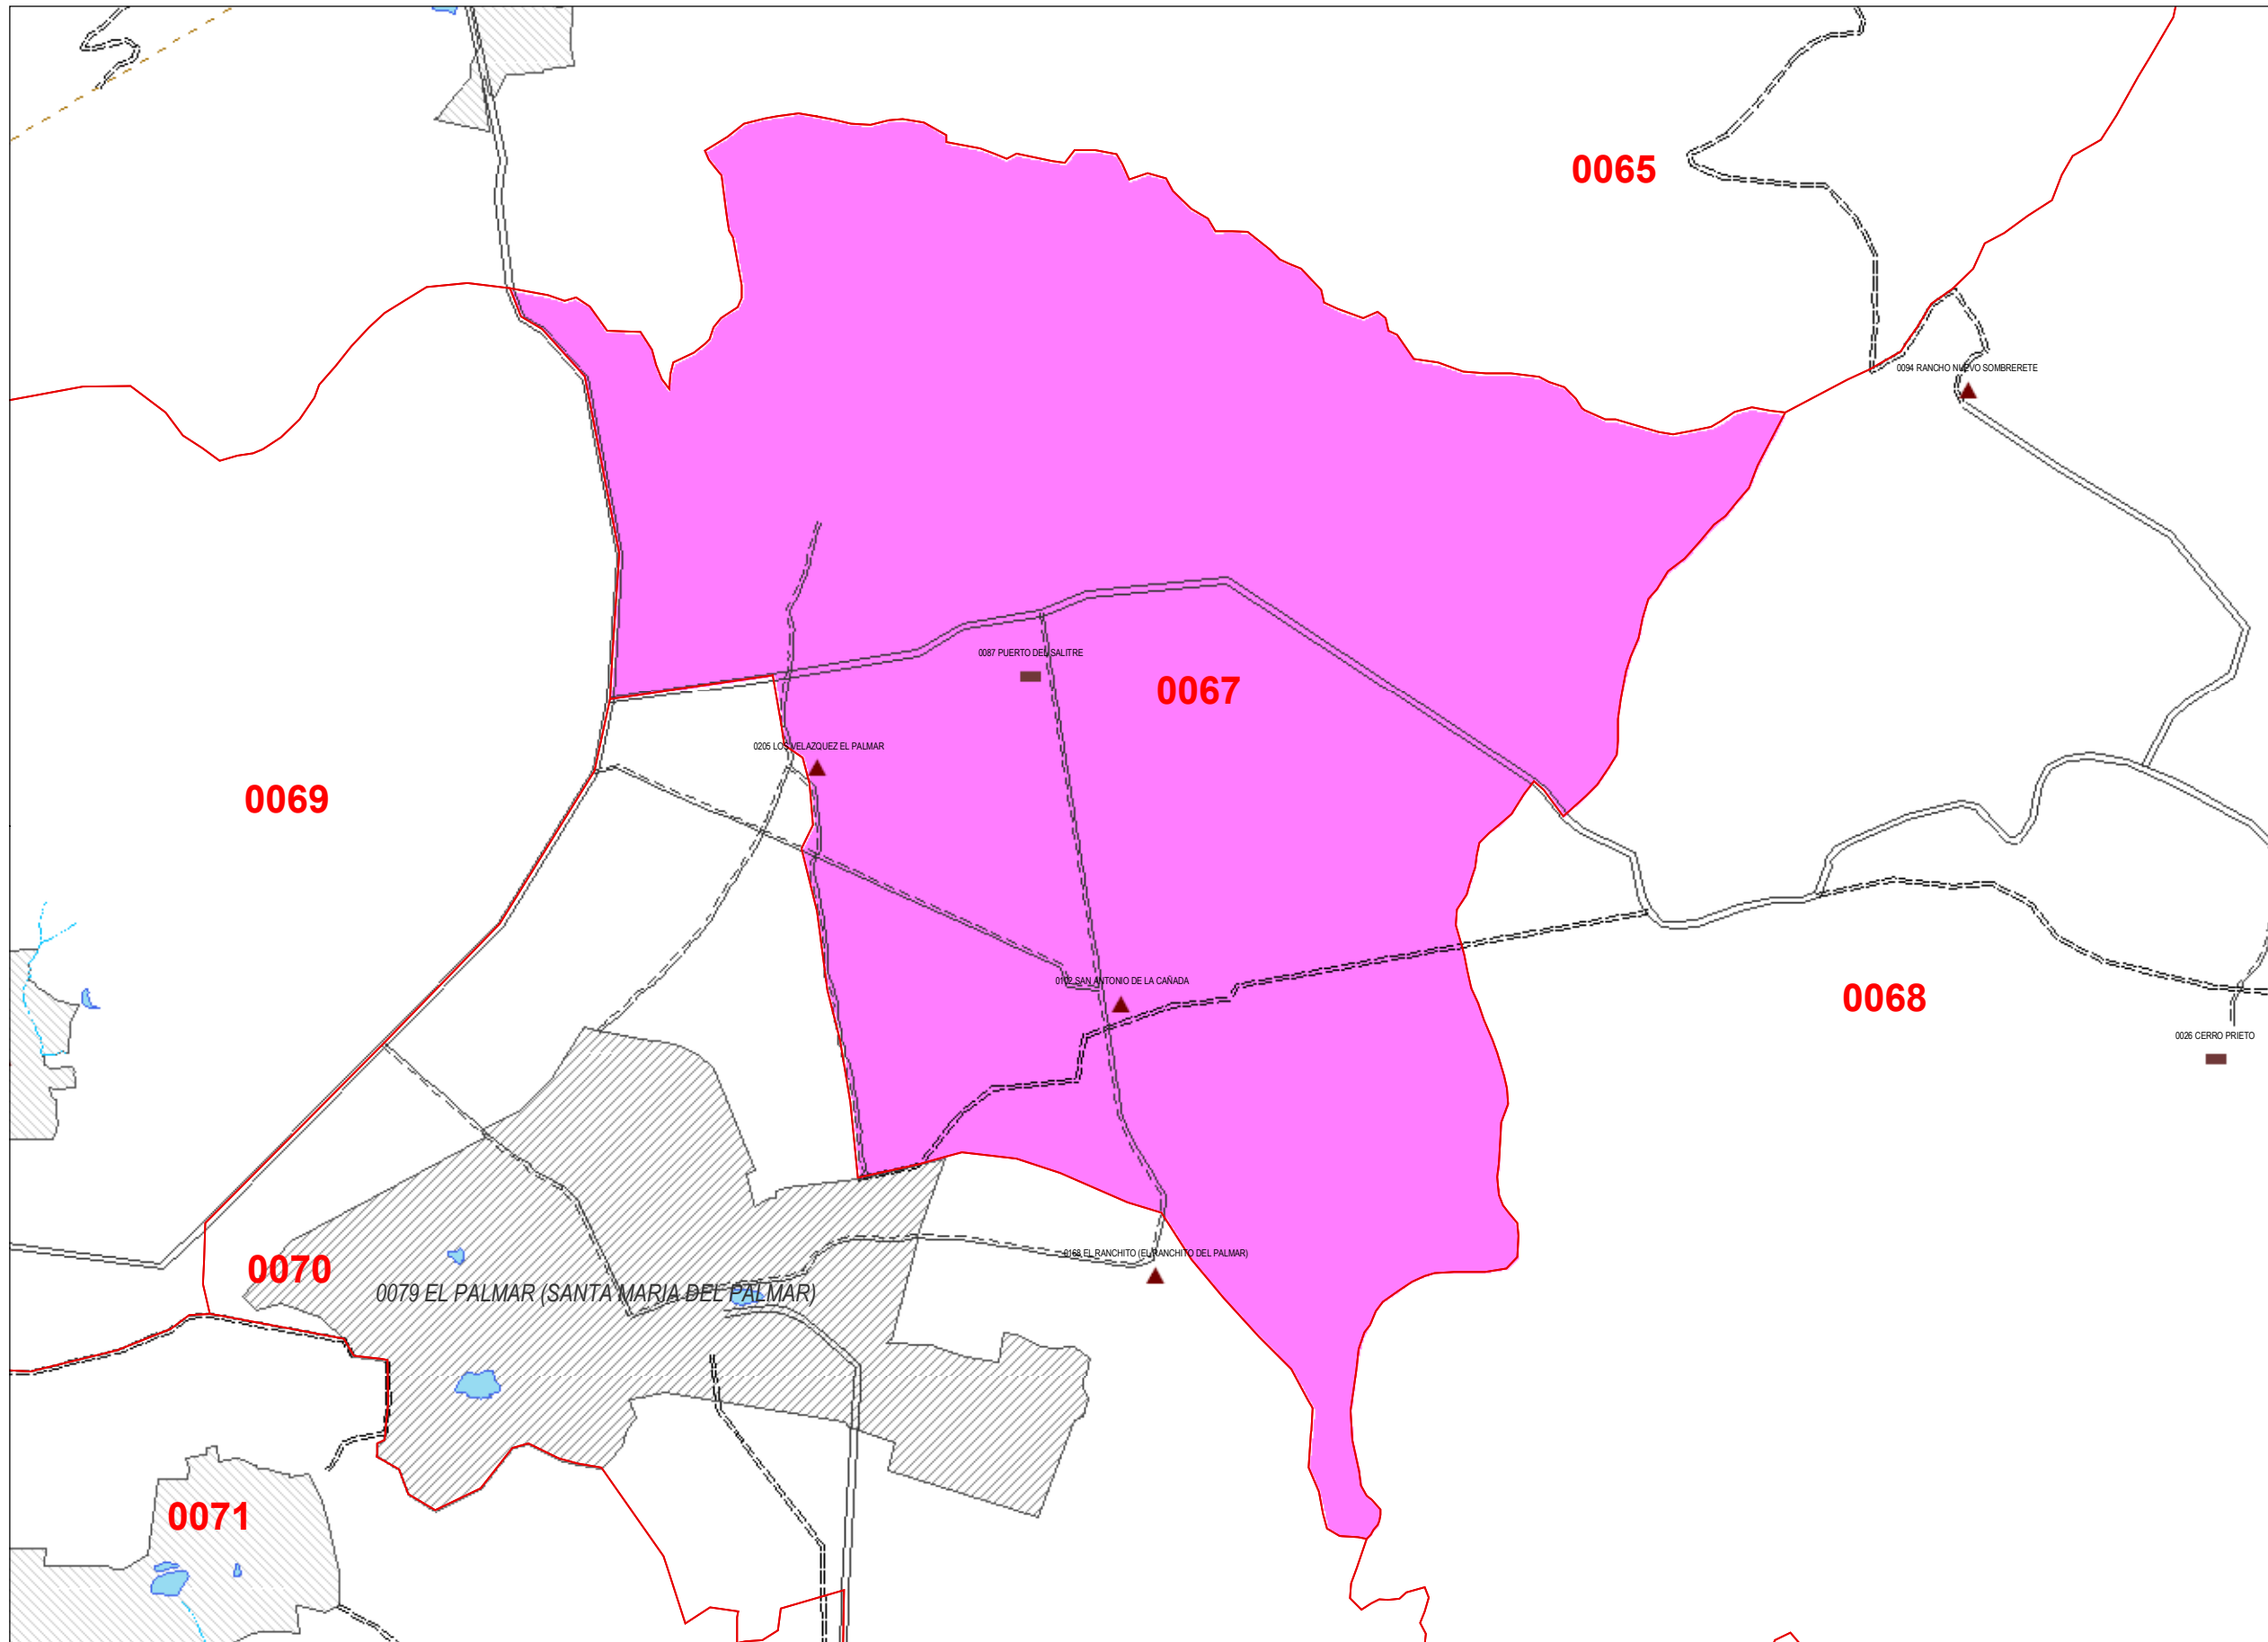 0065
0094 RANCHO NUEVO SOMBRERETE
0087 PUERTO DEL SALITRE
0067
0205 LOS VELAZQUEZ EL PALMAR
0069
0102 SAN ANTONIO DE LA CAÑADA
0068
0026 CERRO PRIETO
0168 EL RANCHITO (EL RANCHITO DEL PALMAR)
0070
0079 EL PALMAR (SANTA MARIA DEL PALMAR)
0071